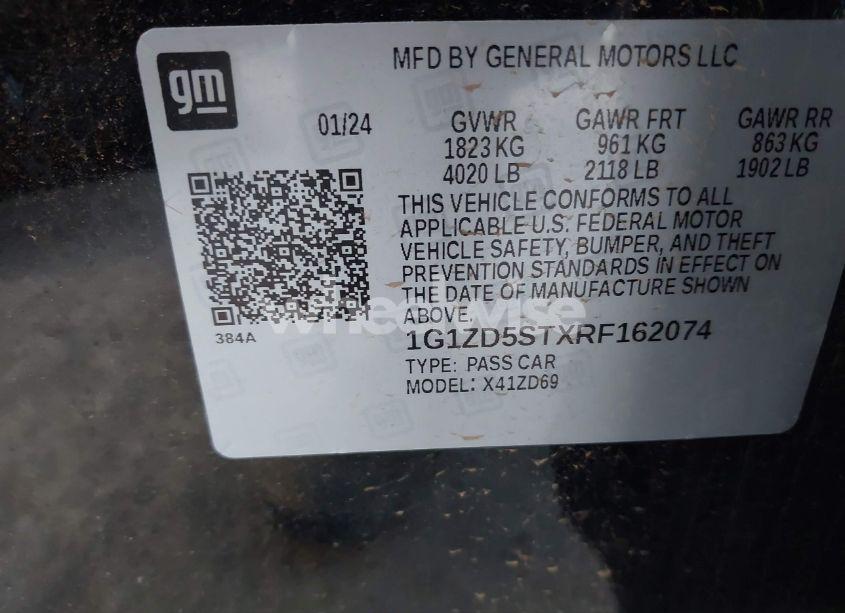 gm
MFD BY GENERAL MOTORS LLC
01/24 GVWR GAWR FRT GAWR RR
1823 KG 961 KG 863 KG
4020 LB 2118 LB 1902 LB
THIS VEHICLE CONFORMS TO ALL
APPLICABLE U.S. FEDERAL MOTOR
VEHICLE SAFETY, BUMPER, AND THEFT
PREVENTION STANDARDS IN EFFECT ON
THE DATE OF MANUFACTURE SHOWN
ABOVE.
384A
1G1ZD5STXRF162074
TYPE: PASS CAR
MODEL: X41ZD69